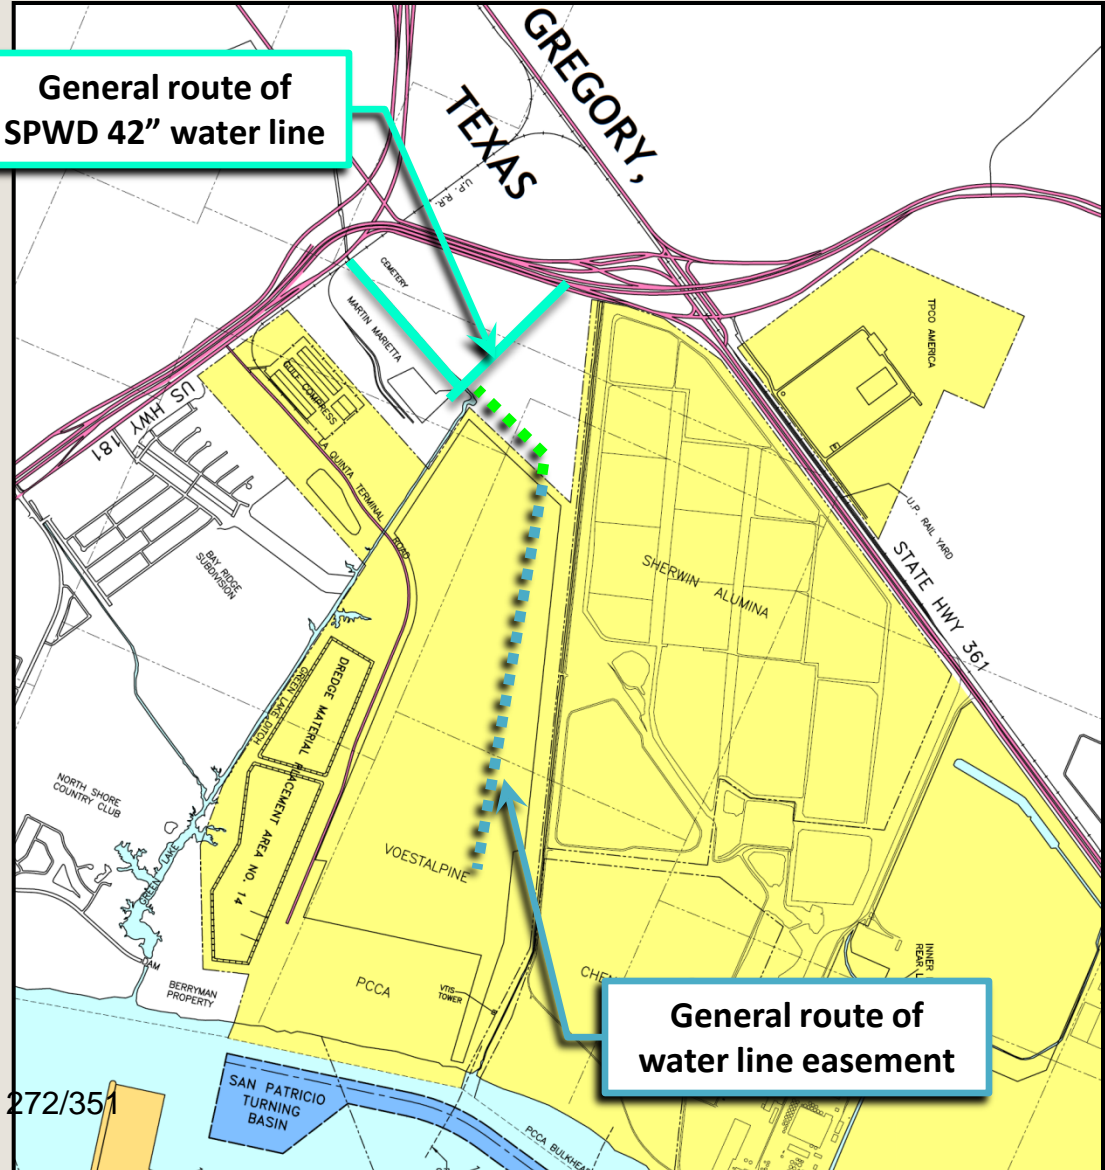 GREGORY,
TEXAS
General route of
SPWD 42” water line
U.P. R.R.
CEMETERY
MARTIN MARIETTA
TPCO AMERICA
GULF COMPRESS
US HWY
181
LA QUINTA TERMINAL ROAD
U.P. RAIL YARD
STATE HWY 361
BAY RIDGE
SUBDIVISION
SHERWIN ALUMINA
GREEN LAKE DITCH
DREDGE MATERIAL PLACEMENT AREA NO. 14
NORTH SHORE
COUNTRY CLUB
GREEN LAKE
VOESTALPINE
DAM
BERRYMAN
PROPERTY
PCCA
VTIS
TOWER
INNER
REAR
General route of
water line easement
272/351
SAN PATRICIO
TURNING
BASIN